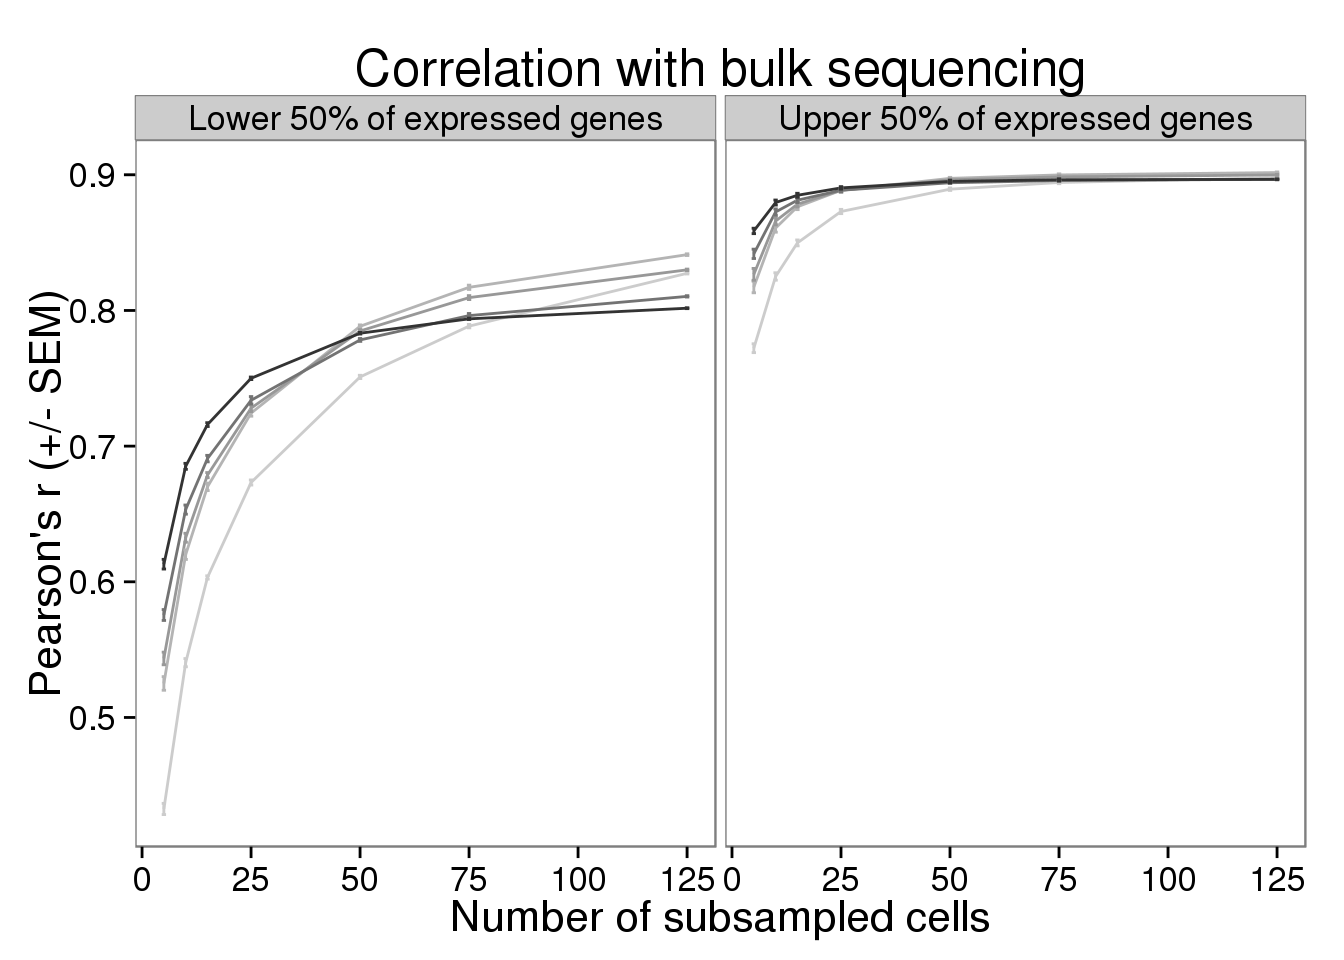 Correlation with bulk sequencing
Lower 50% of expressed genes
Upper 50% of expressed genes
Pearson's r (+/- SEM)
0.9
0.8
0.7
0.6
0.5
0 25 50 75 100 125
0 25 50 75 100 125
Number of subsampled cells